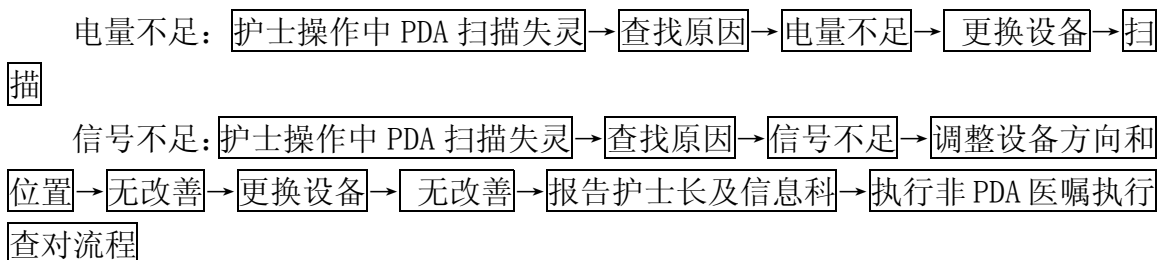 电量不足：护士操作中 PDA 扫描失灵→查找原因→电量不足→ 更换设备→扫
描
信号不足：护士操作中 PDA 扫描失灵→查找原因→信号不足→调整设备方向和
位置→无改善→更换设备→ 无改善→报告护士长及信息科→执行非 PDA 医嘱执行
查对流程